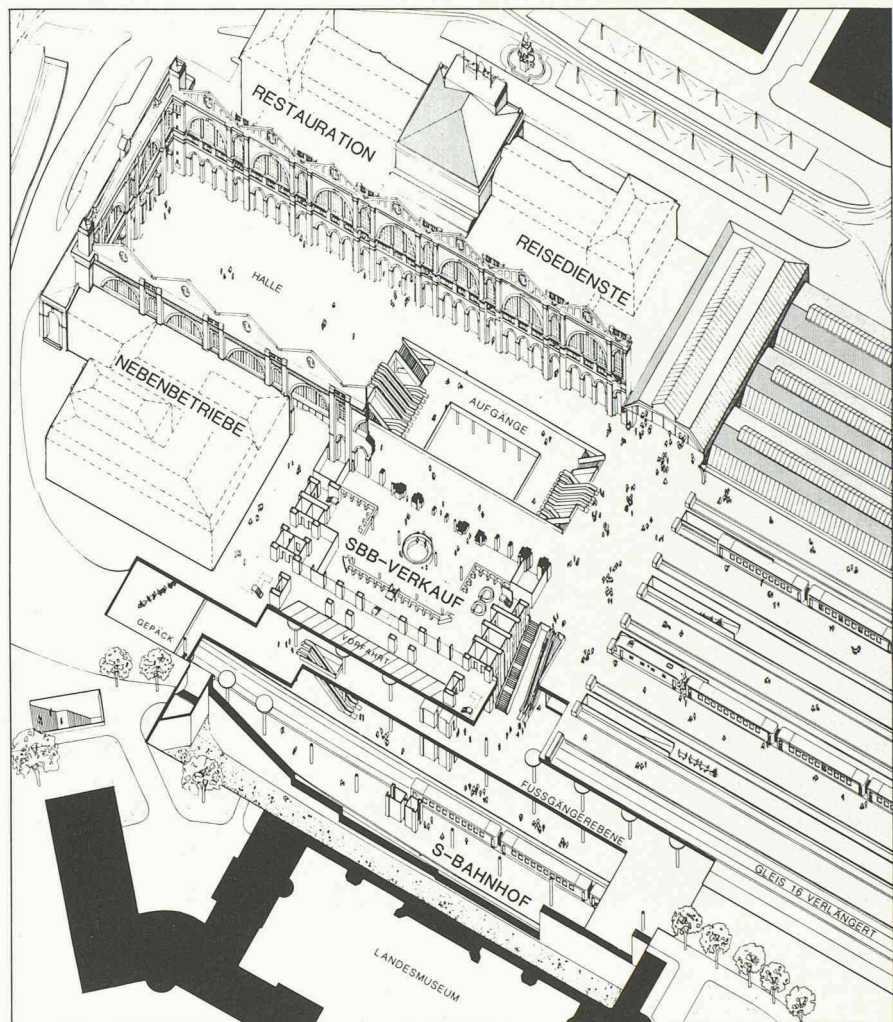 RESTAURATION
REISEDIENSTE
HALLE
NEBENBETRIEBE
AUFGÄNGE
SBB-VERKAUF
GEPÄCK
VORFAHRT
FUSSGÄNGEREBENE
S-BAHNHOF
GLEIS 16 VERLÄNGERT
LANDESMUSEUM